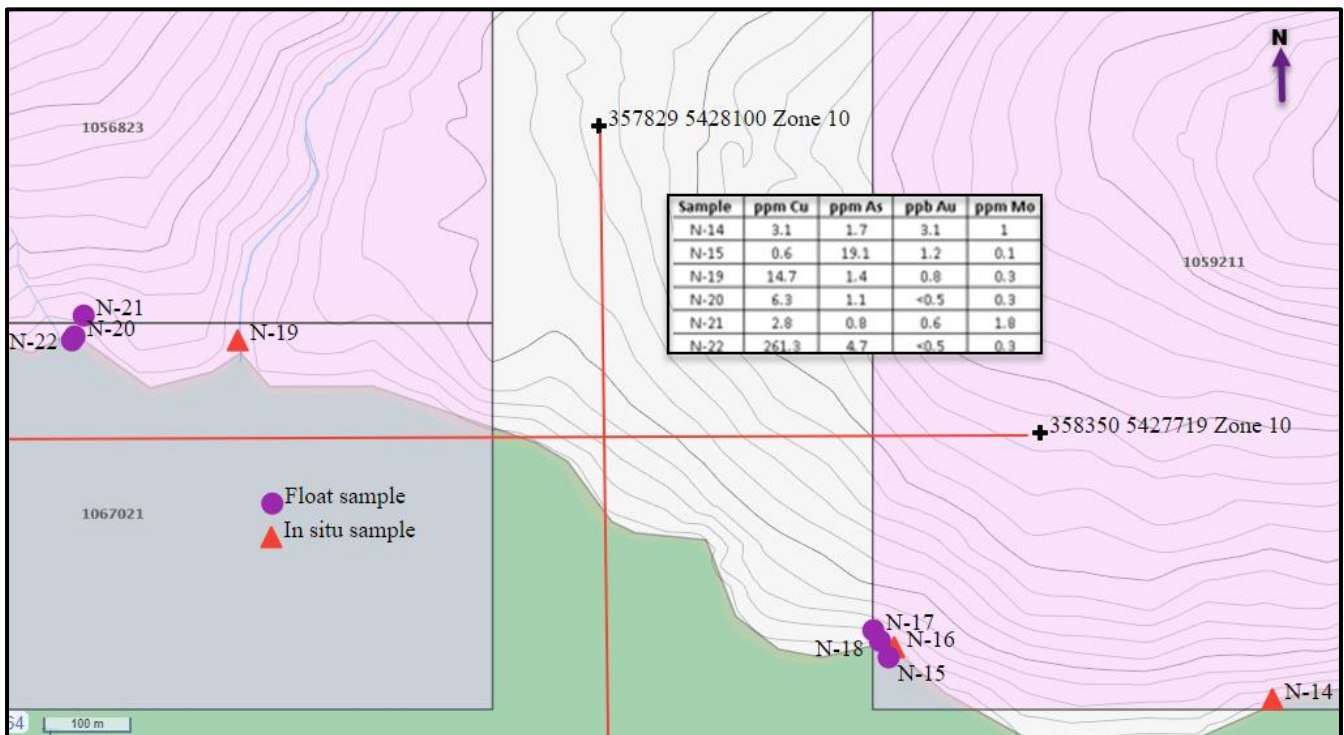 N
1056823
357829 5428100 Zone 10
Sample ppm Cu ppm As ppb Au ppm Mo
N-14 3.1 1.7 3.1 1
N-15 0.6 19.1 1.2 0.1
N-19 14.7 1.4 0.8 0.3
N-20 6.3 1.1 <0.5 0.3
N-21 2.8 0.8 0.6 1.8
N-22 261.3 4.7 <0.5 0.3
1059211
N-21
N-20
N-22
N-19
358350 5427719 Zone 10
Float sample
1067021
In situ sample
N-17
N-16
N-18
N-15
N-14
64
100 m